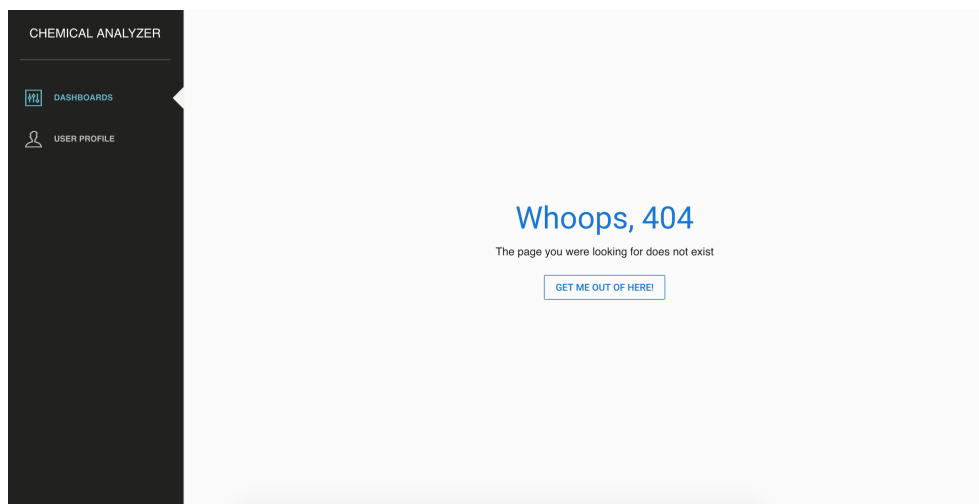 CHEMICAL ANALYZER
DASHBOARDS
USER PROFILE
Whoops, 404
The page you were looking for does not exist
GET ME OUT OF HERE!